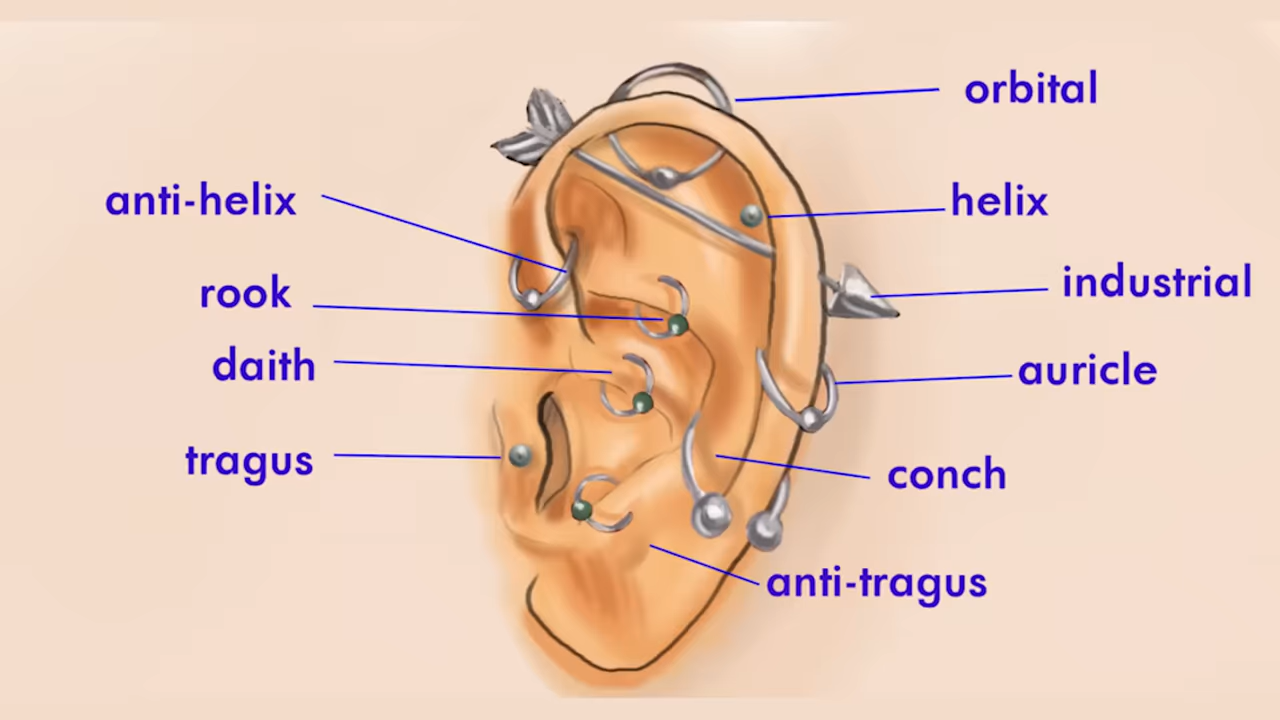 orbital
anti-helix
helix
rook
industrial
daith
auricle
tragus
conch
anti-tragus